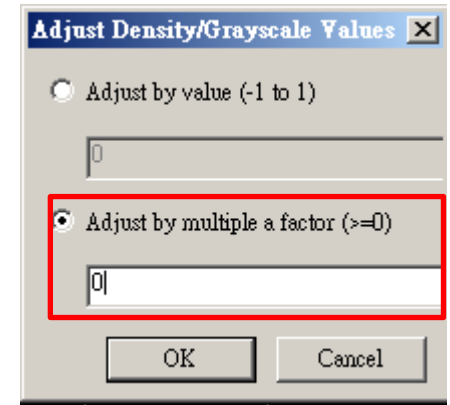 Adjust Density/Grayscale Values
Adjust by value (-1 to 1)
0
Adjust by multiple a factor (>=0)
0
OK Cancel